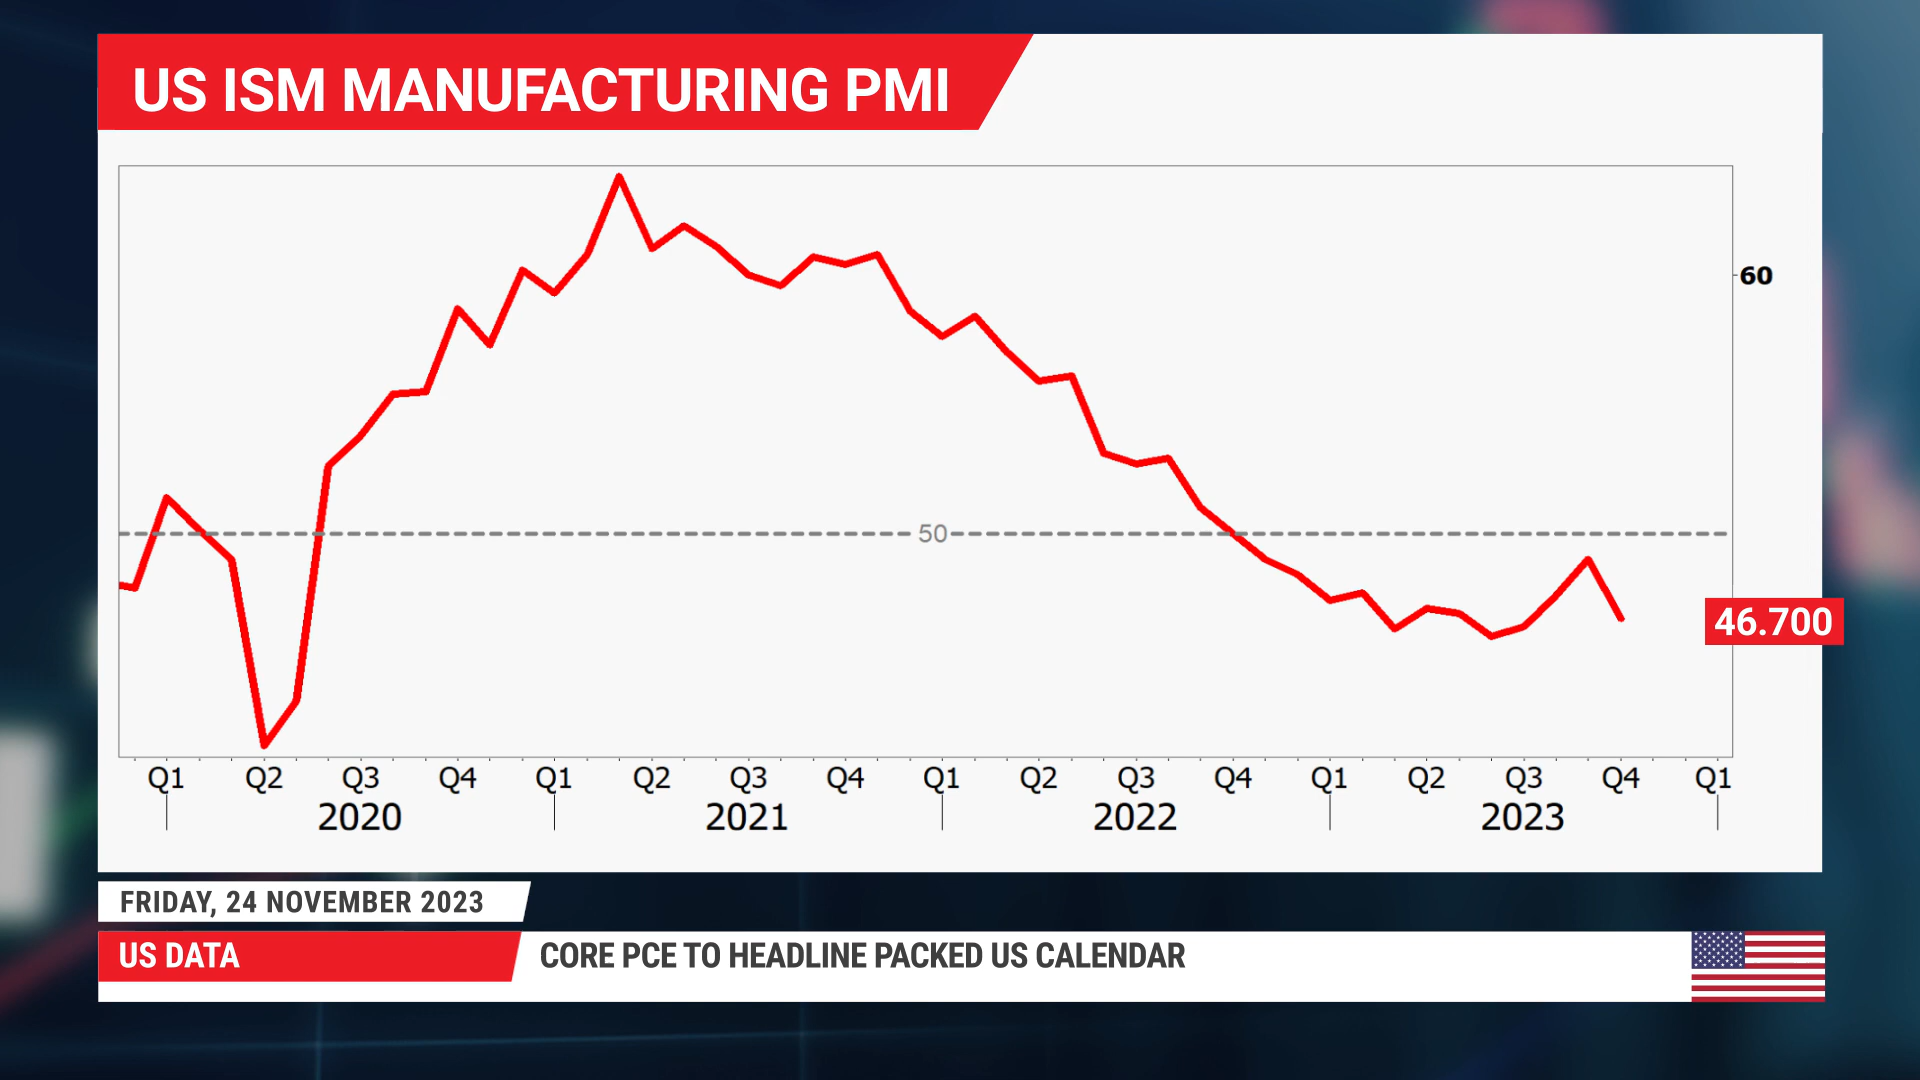 US ISM MANUFACTURING PMI
60
50
46.700
Q1 Q2 Q3 Q4 Q1 Q2 Q3 Q4 Q1 Q2 Q3 Q4 Q1 Q2 Q3 Q4 Q1
2020 2021 2022 2023
FRIDAY, 24 NOVEMBER 2023
US DATA
CORE PCE TO HEADLINE PACKED US CALENDAR